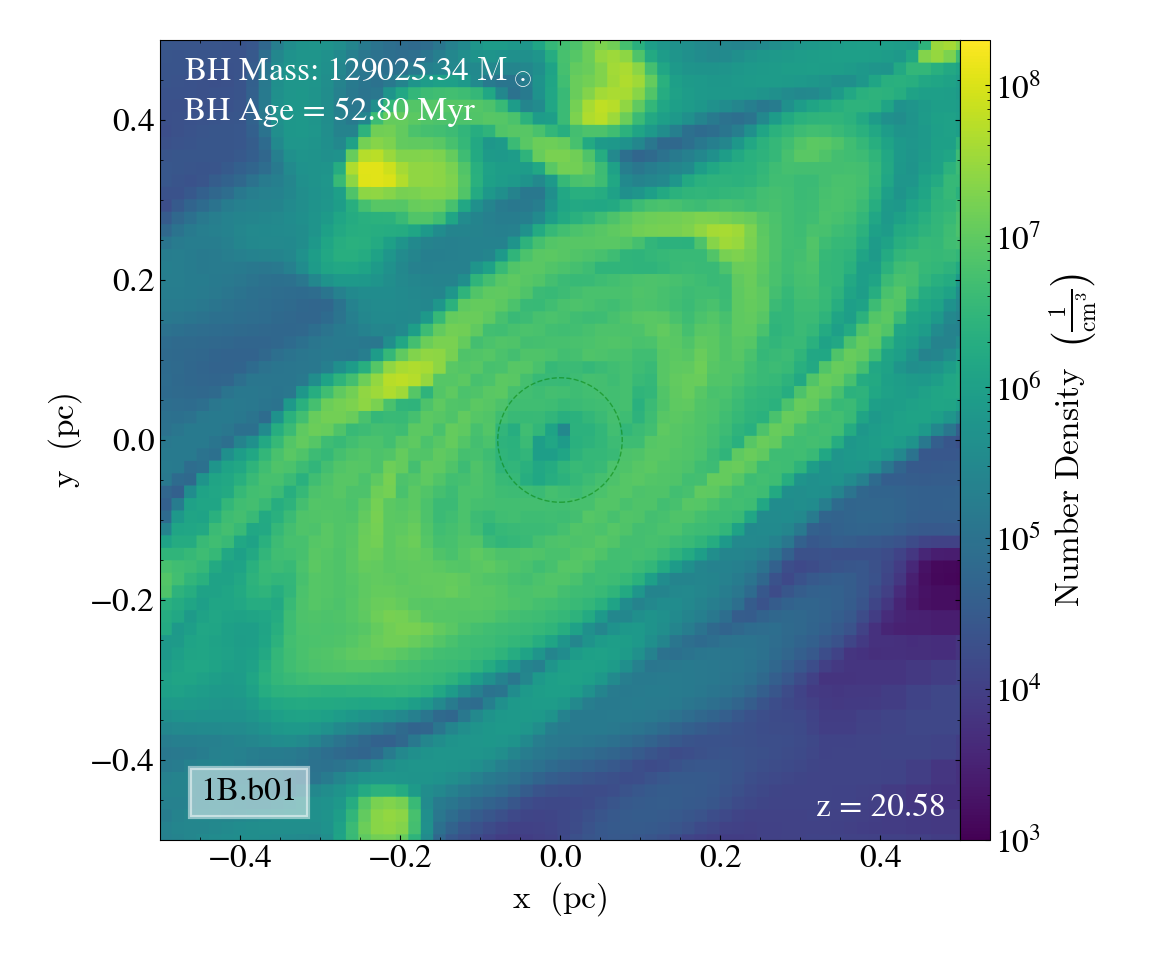 BH Mass: 129025.34 M☉
BH Age = 52.80 Myr
1B.b01
z = 20.58
0.4
0.2
0.0
−0.2
−0.4
y (pc)
−0.4 −0.2 0.0 0.2 0.4
x (pc)
10⁸
10⁷
10⁶
10⁵
10⁴
10³
Number Density (1/cm³)